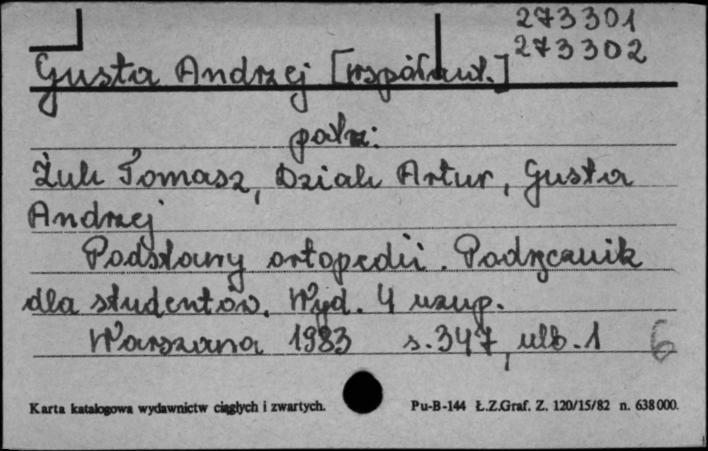 273301
273302
Gusta Andrzej [współaut.]
patrz:
Żuk Tomasz, Dziak Artur, Gusta
Andrzej
Podstawy ortopedii. Podręcznik
dla studentów. Wyd. 4 uzup.
Warszawa 1983 s. 347, ulb. 1 6
Karta katalogowa wydawnictw ciągłych i zwartych. Pu-B-144 Ł.Z.Graf. Z. 120/15/82 n. 638000.